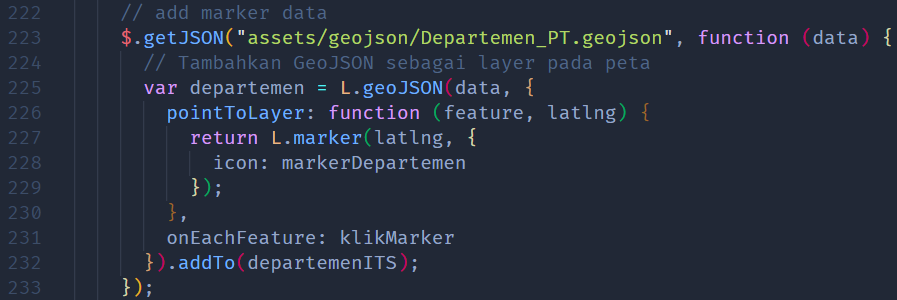 222 // add marker data
223 $.getJSON("assets/geojson/Departemen_PT.geojson", function (data) {
224 // Tambahkan GeoJSON sebagai layer pada peta
225 var departemen = L.geoJSON(data, {
226 pointToLayer: function (feature, latlng) {
227 return L.marker(latlng, {
228 icon: markerDepartemen
229 });
230 },
231 onEachFeature: klikMarker
232 }).addTo(departemenITS);
233 });